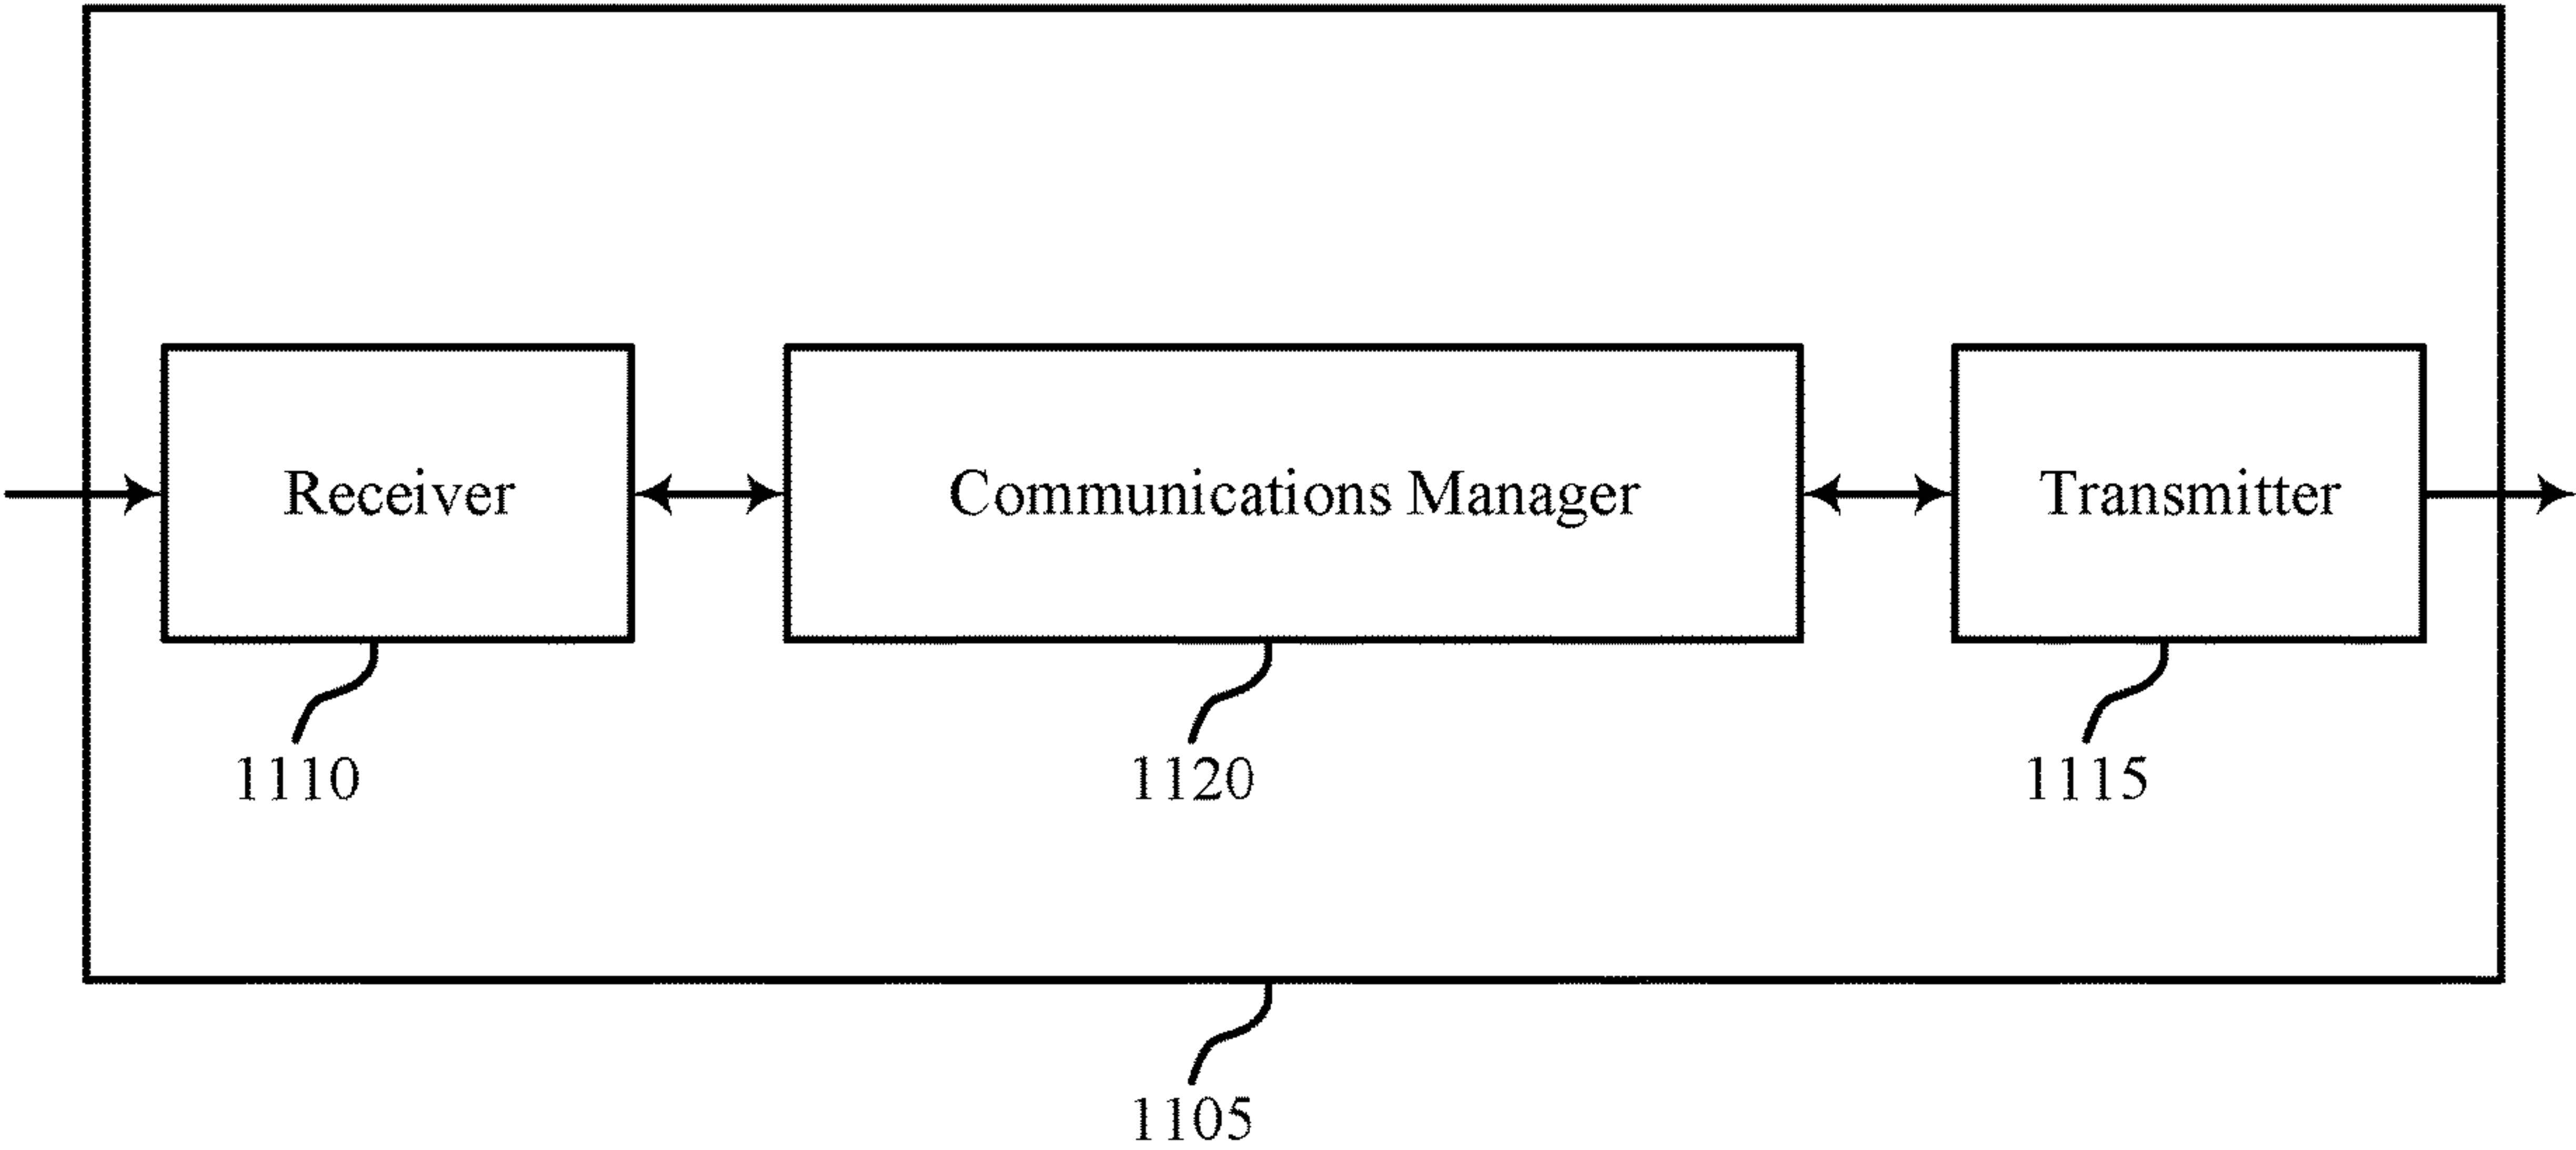 Receiver
Communications Manager
Transmitter
1110
1120
1115
1105